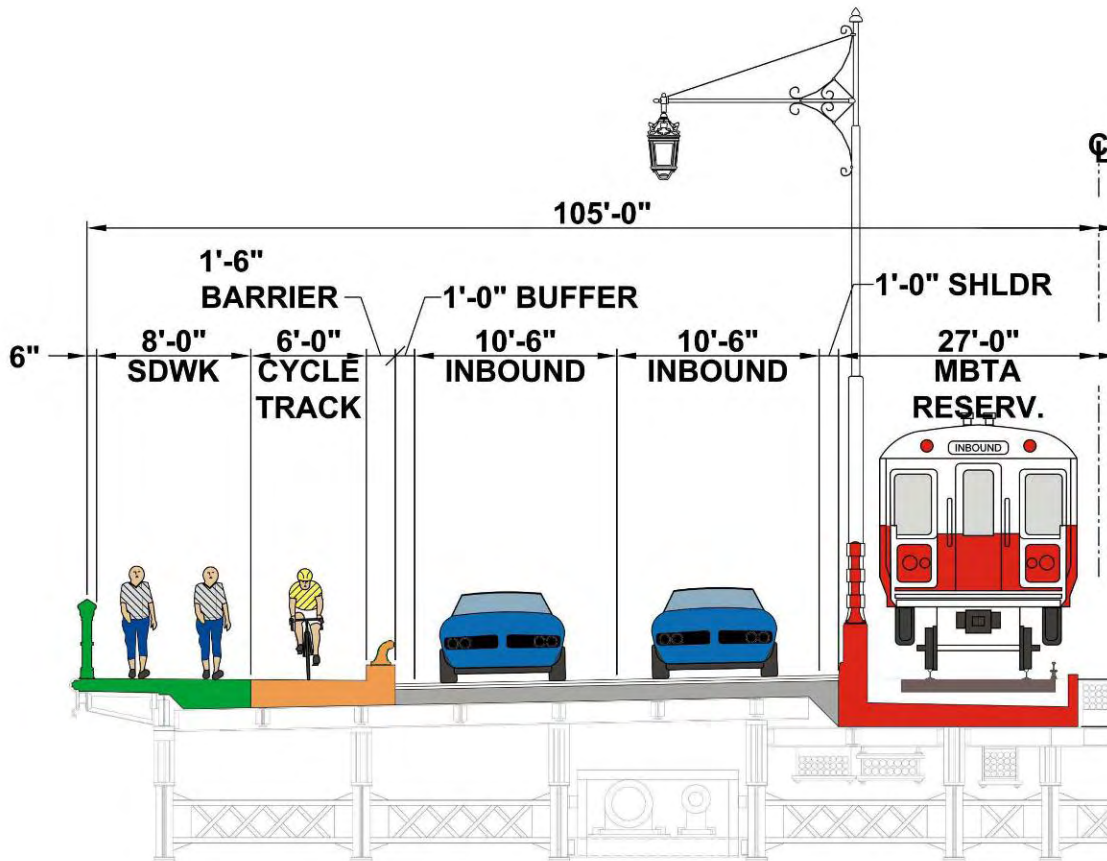 ℄
105'-0"
1'-6"
BARRIER
1'-0" BUFFER
1'-0" SHLDR
6"
8'-0"
SDWK
6'-0"
CYCLE
TRACK
10'-6"
INBOUND
10'-6"
INBOUND
27'-0"
MBTA
RESERV.
INBOUND